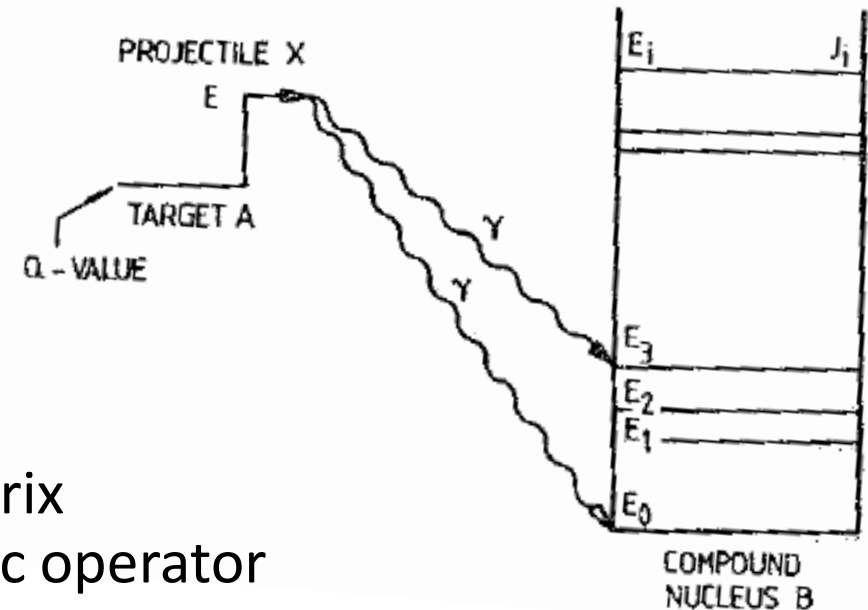 PROJECTILE X
E
TARGET A
Q-VALUE
γ
γ
Ei Ji
E3
E2
E1
E0
COMPOUND
NUCLEUS B
rix
c operator